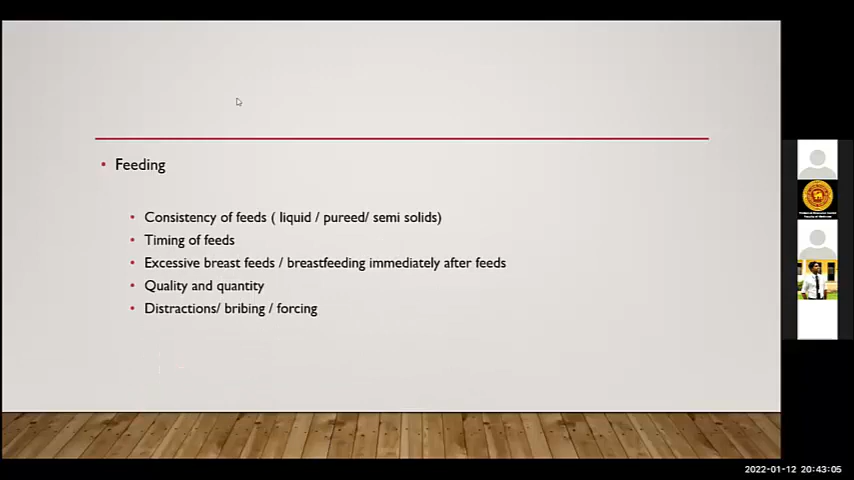 Feeding
Consistency of feeds ( liquid / pureed/ semi solids)
Timing of feeds
Excessive breast feeds / breastfeeding immediately after feeds
Quality and quantity
Distractions/ bribing / forcing
2022-01-12 20:43:05